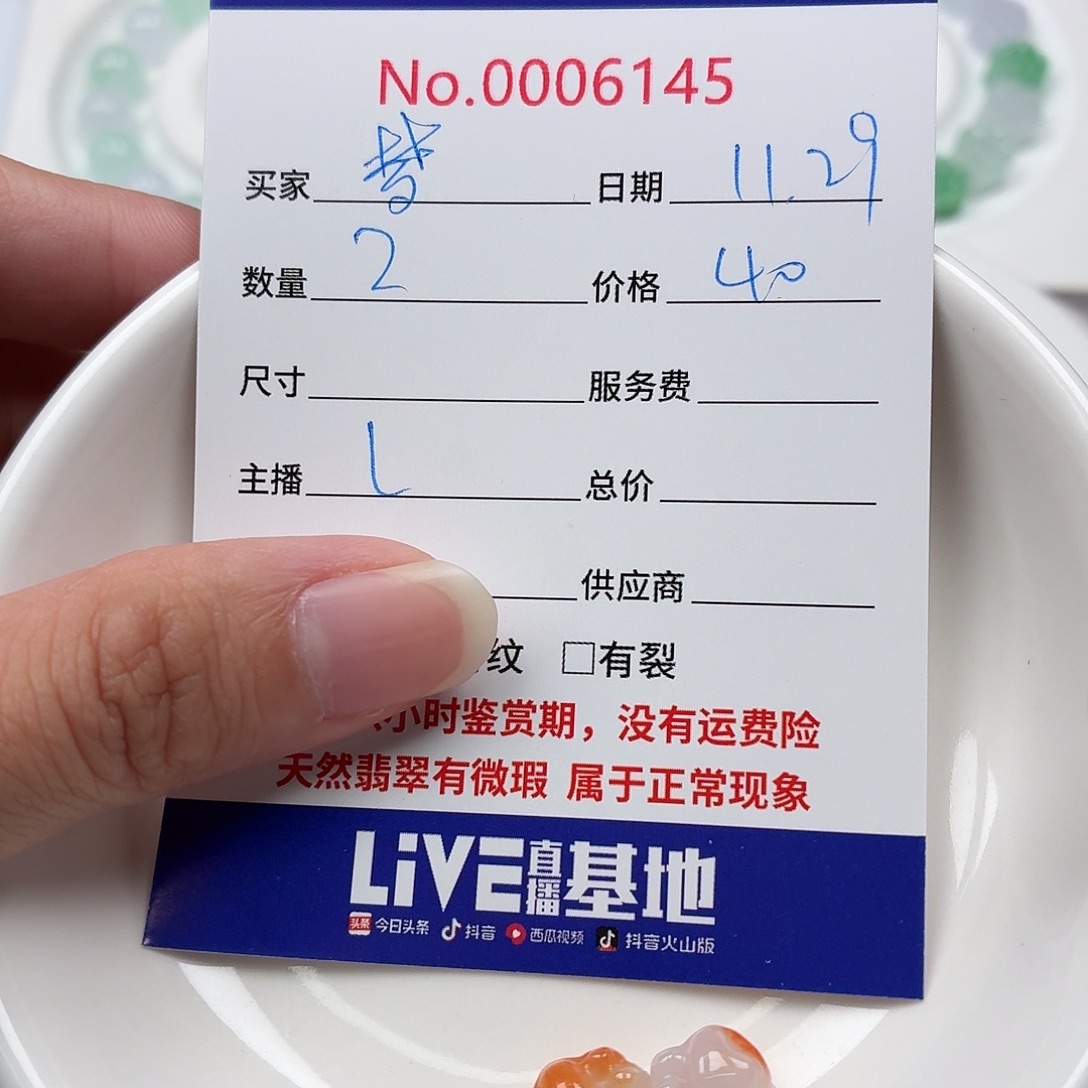 No.0006145
买家 替 日期 11.29
数量 2 价格 40
尺寸 服务费
主播 L 总价
供应商
纹 □有裂
小时鉴赏期，没有运费险
天然翡翠有微瑕 属于正常现象
LiVE直播基地
头条 今日头条 抖音 西瓜视频 抖音火山版